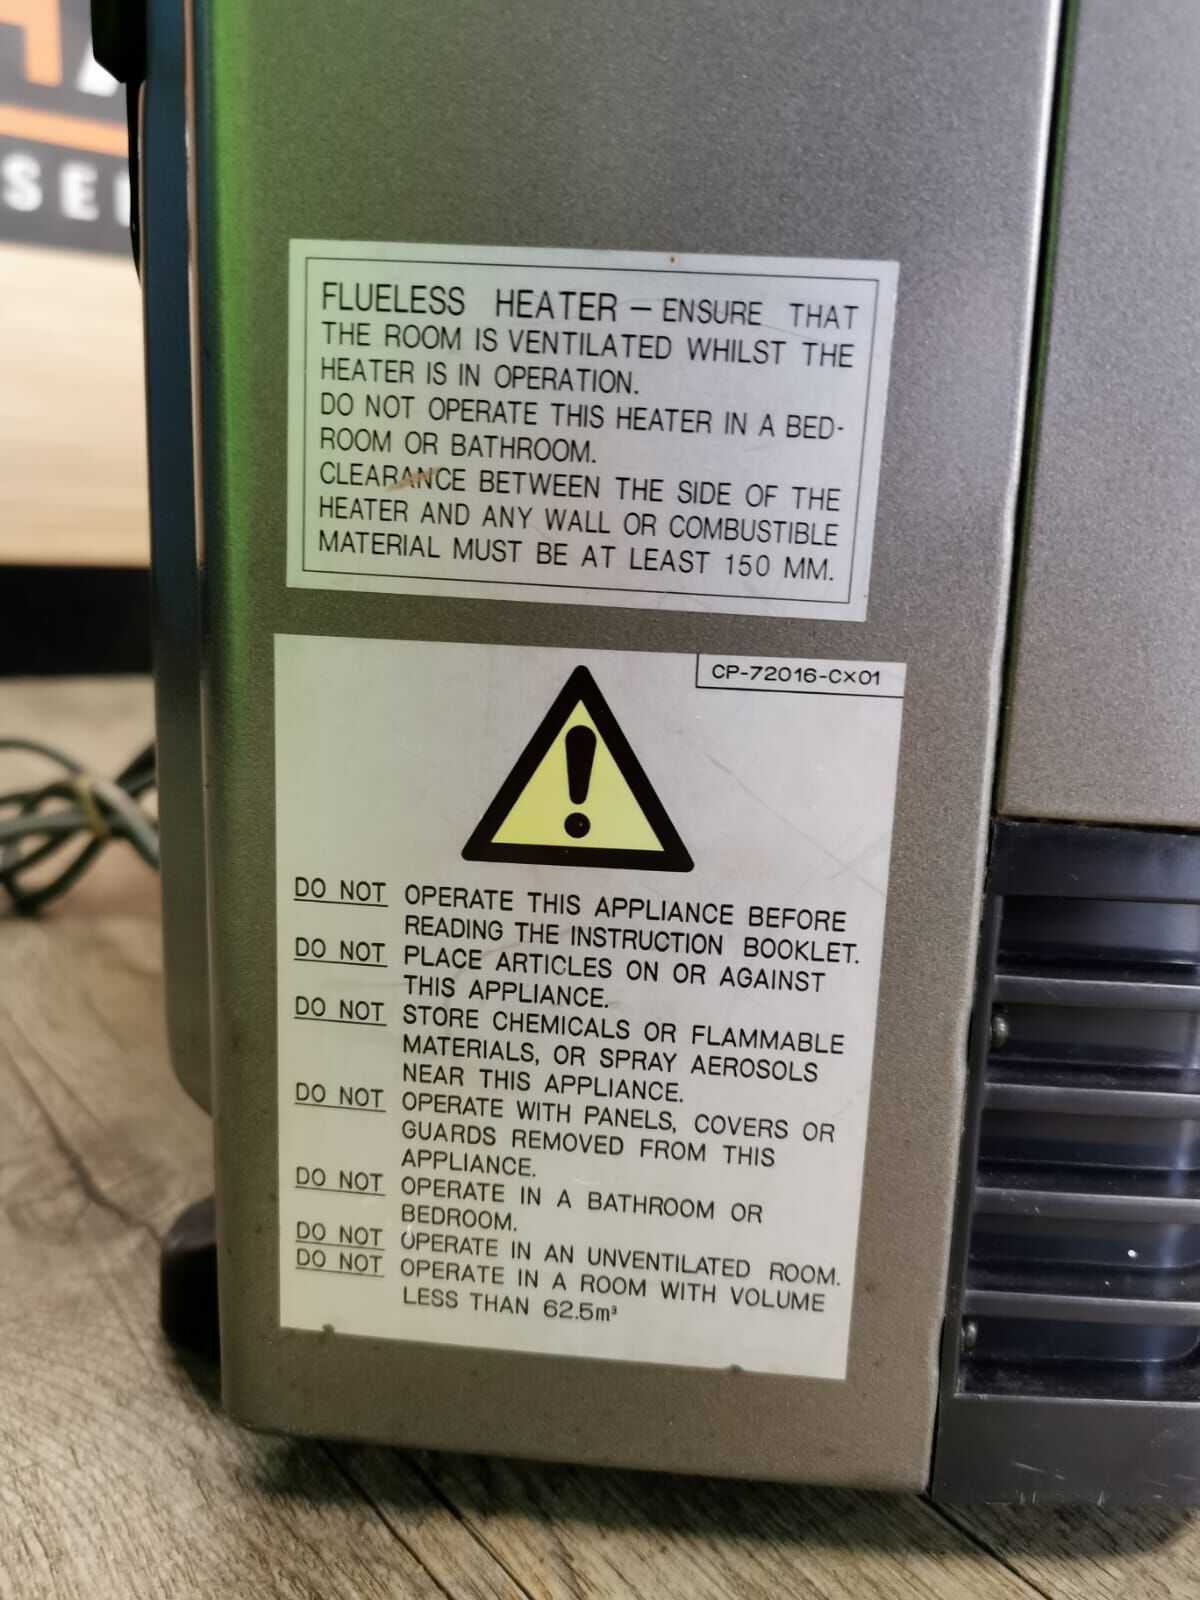 SE
FLUELESS HEATER – ENSURE THAT
THE ROOM IS VENTILATED WHILST THE
HEATER IS IN OPERATION.
DO NOT OPERATE THIS HEATER IN A BED-
ROOM OR BATHROOM.
CLEARANCE BETWEEN THE SIDE OF THE
HEATER AND ANY WALL OR COMBUSTIBLE
MATERIAL MUST BE AT LEAST 150 MM.
CP-72016-C×01
DO NOT OPERATE THIS APPLIANCE BEFORE
READING THE INSTRUCTION BOOKLET.
DO NOT PLACE ARTICLES ON OR AGAINST
THIS APPLIANCE.
DO NOT STORE CHEMICALS OR FLAMMABLE
MATERIALS, OR SPRAY AEROSOLS
NEAR THIS APPLIANCE.
DO NOT OPERATE WITH PANELS, COVERS OR
GUARDS REMOVED FROM THIS
APPLIANCE.
DO NOT OPERATE IN A BATHROOM OR
BEDROOM.
DO NOT OPERATE IN AN UNVENTILATED ROOM.
DO NOT OPERATE IN A ROOM WITH VOLUME
LESS THAN 62.5m³